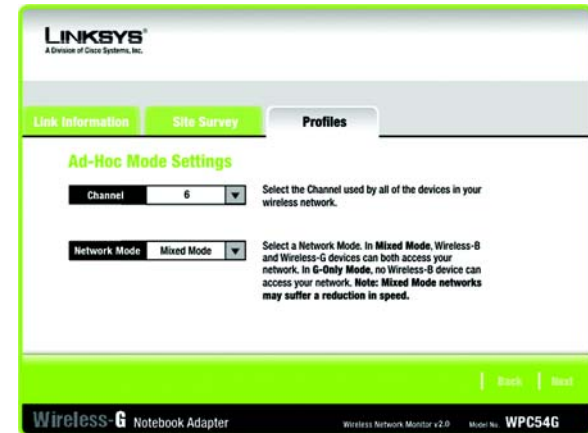 LINKSYS®
A Division of Cisco Systems, Inc.
Link Information
Site Survey
Profiles
Ad-Hoc Mode Settings
Channel
6
Select the Channel used by all of the devices in your
wireless network.
Network Mode
Mixed Mode
Select a Network Mode. In Mixed Mode, Wireless-B
and Wireless-G devices can both access your
network. In G-Only Mode, no Wireless-B device can
access your network. Note: Mixed Mode networks
may suffer a reduction in speed.
Back
Next
Wireless-G Notebook Adapter
Wireless Network Monitor v2.0
Model No. WPC54G